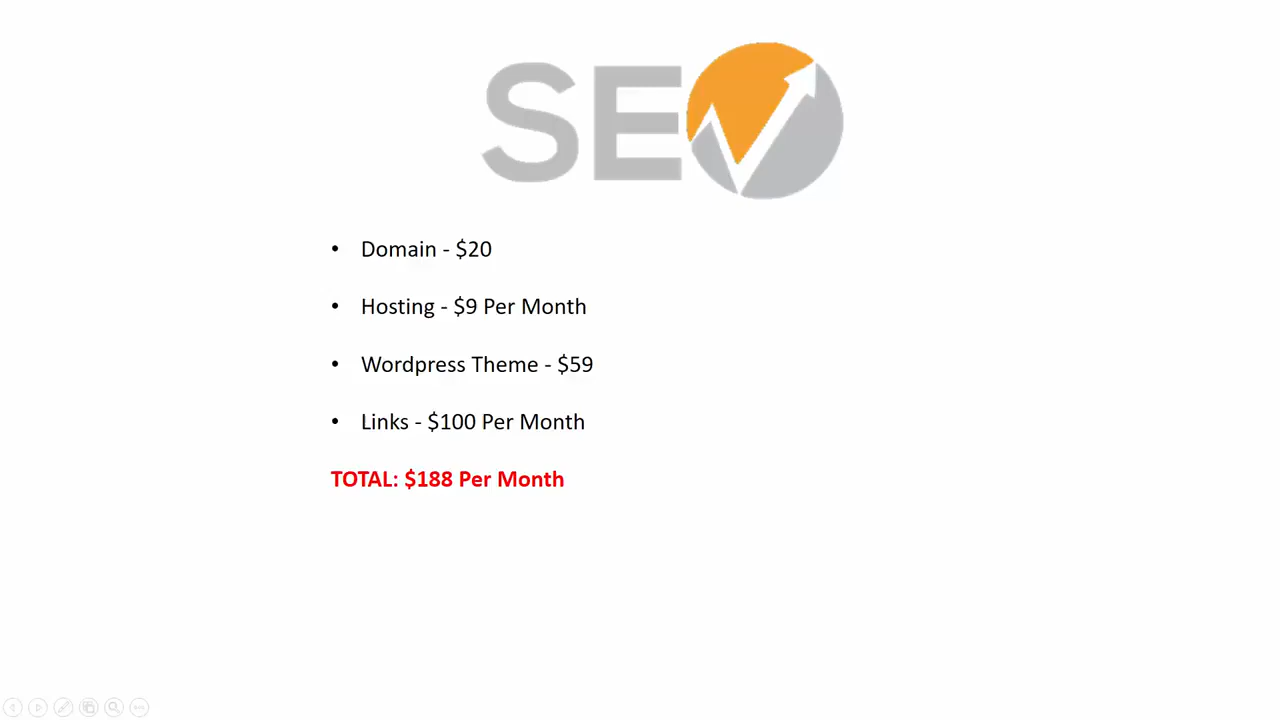 SEO
• Domain - $20
• Hosting - $9 Per Month
• Wordpress Theme - $59
• Links - $100 Per Month
TOTAL: $188 Per Month